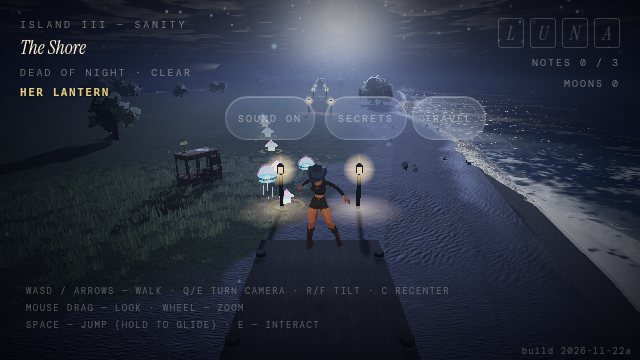 ISLAND III — SANITY
The Shore
DEAD OF NIGHT · CLEAR
HER LANTERN
L U N A
NOTES 0 / 3
MOONS 0
SOUND ON
SECRETS
TRAVEL
WASD / ARROWS — WALK · Q/E TURN CAMERA · R/F TILT · C RECENTER
MOUSE DRAG — LOOK · WHEEL — ZOOM
SPACE — JUMP (HOLD TO GLIDE) · E — INTERACT
build 2026-11-22a